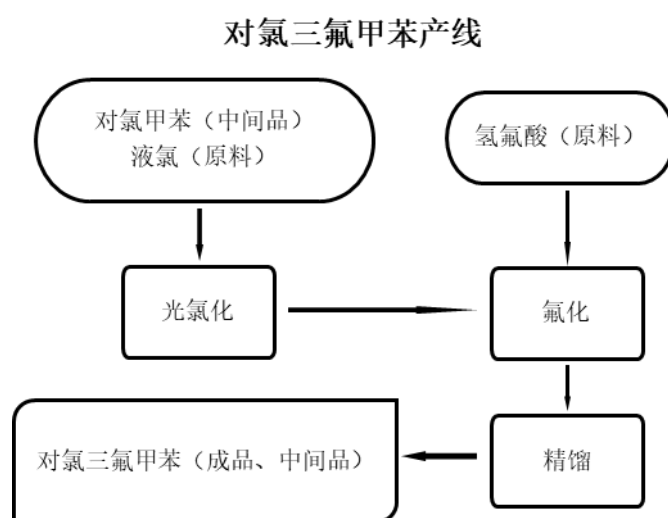 对氯三氟甲苯产线
对氯甲苯（中间品）
液氯（原料）
氢氟酸（原料）
光氯化
氟化
对氯三氟甲苯（成品、中间品）
精馏